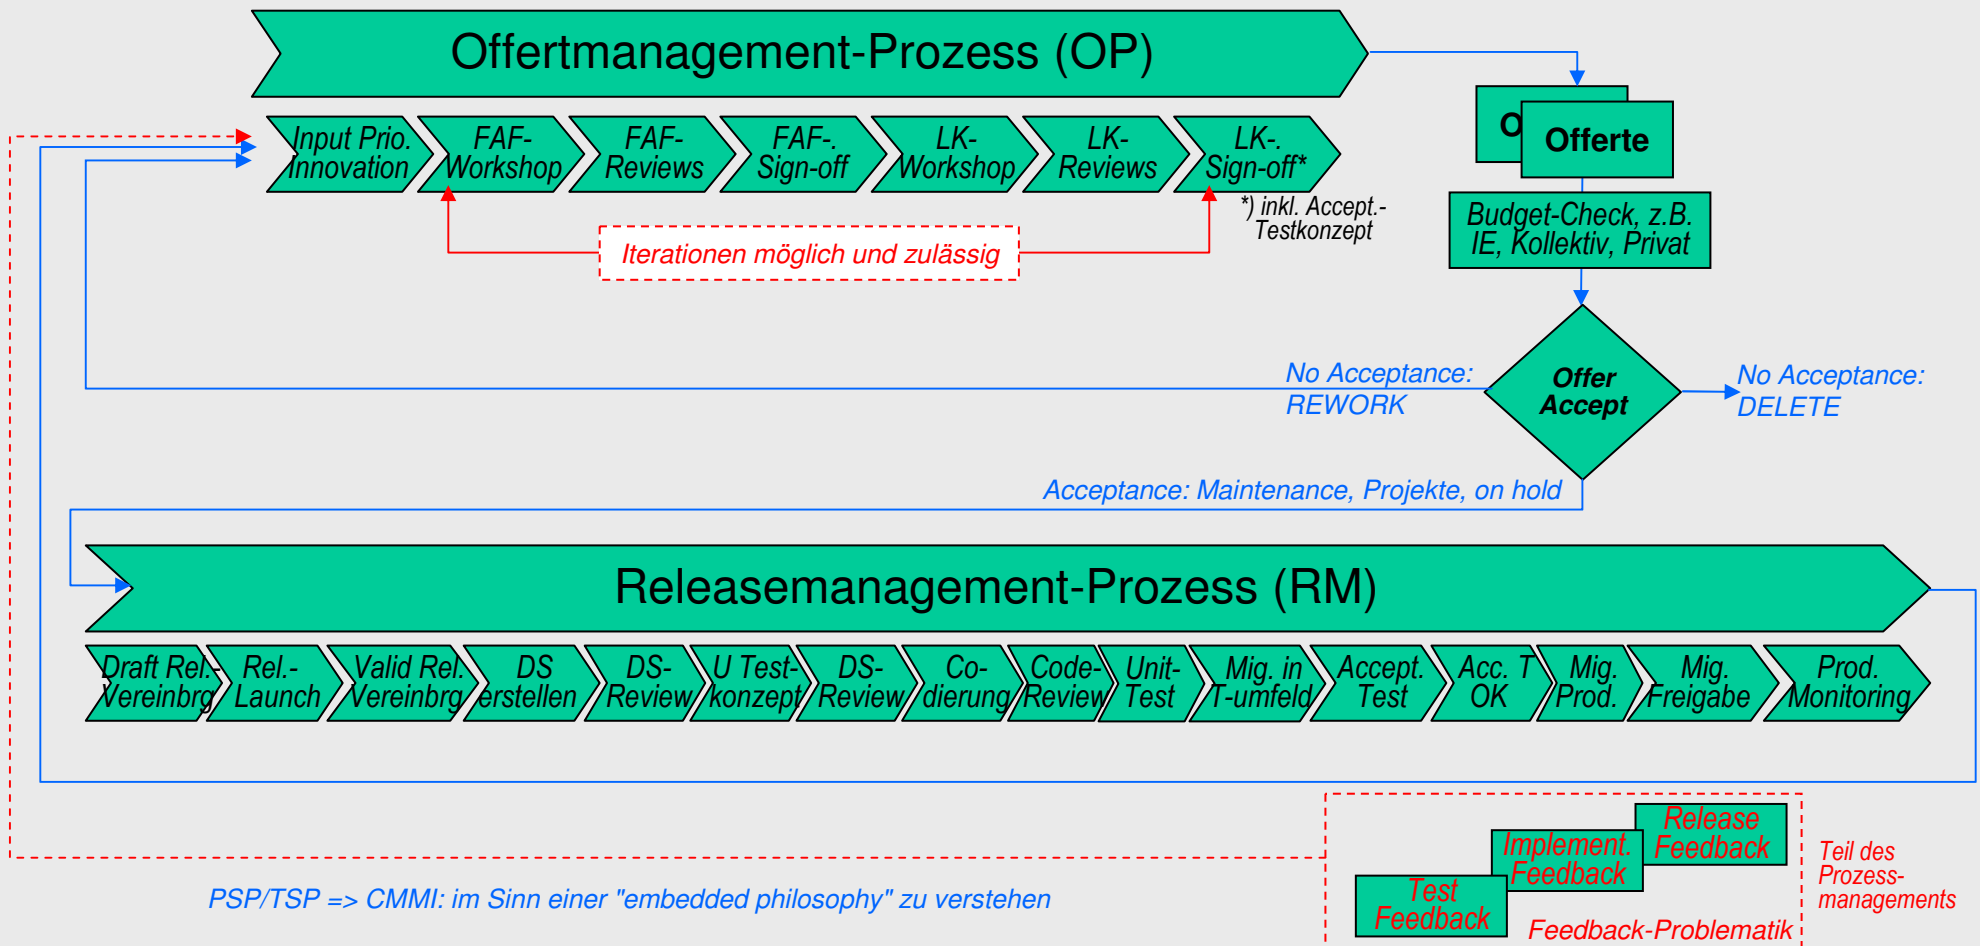 Offertmanagement-Prozess (OP)
Input Prio.
Innovation
FAF-
Workshop
FAF-
Reviews
FAF-.
Sign-off
LK-
Workshop
LK-
Reviews
LK-.
Sign-off*
*) inkl. Accept.-
Testkonzept
Iterationen möglich und zulässig
O
Offerte
Budget-Check, z.B.
IE, Kollektiv, Privat
Offer
Accept
No Acceptance:
REWORK
No Acceptance:
DELETE
Acceptance: Maintenance, Projekte, on hold
Releasemanagement-Prozess (RM)
Draft Rel.-
Vereinbrg
Rel.-
Launch
Valid Rel.
Vereinbrg
DS
erstellen
DS-
Review
U Test-
konzept
DS-
Review
Co-
dierung
Code-
Review
Unit-
Test
Mig. in
T-umfeld
Accept.
Test
Acc. T
OK
Mig.
Prod.
Mig.
Freigabe
Prod.
Monitoring
Release
Feedback
Implement.
Feedback
Test
Feedback
Feedback-Problematik
Teil des
Prozess-
managements
PSP/TSP => CMMI: im Sinn einer "embedded philosophy" zu verstehen